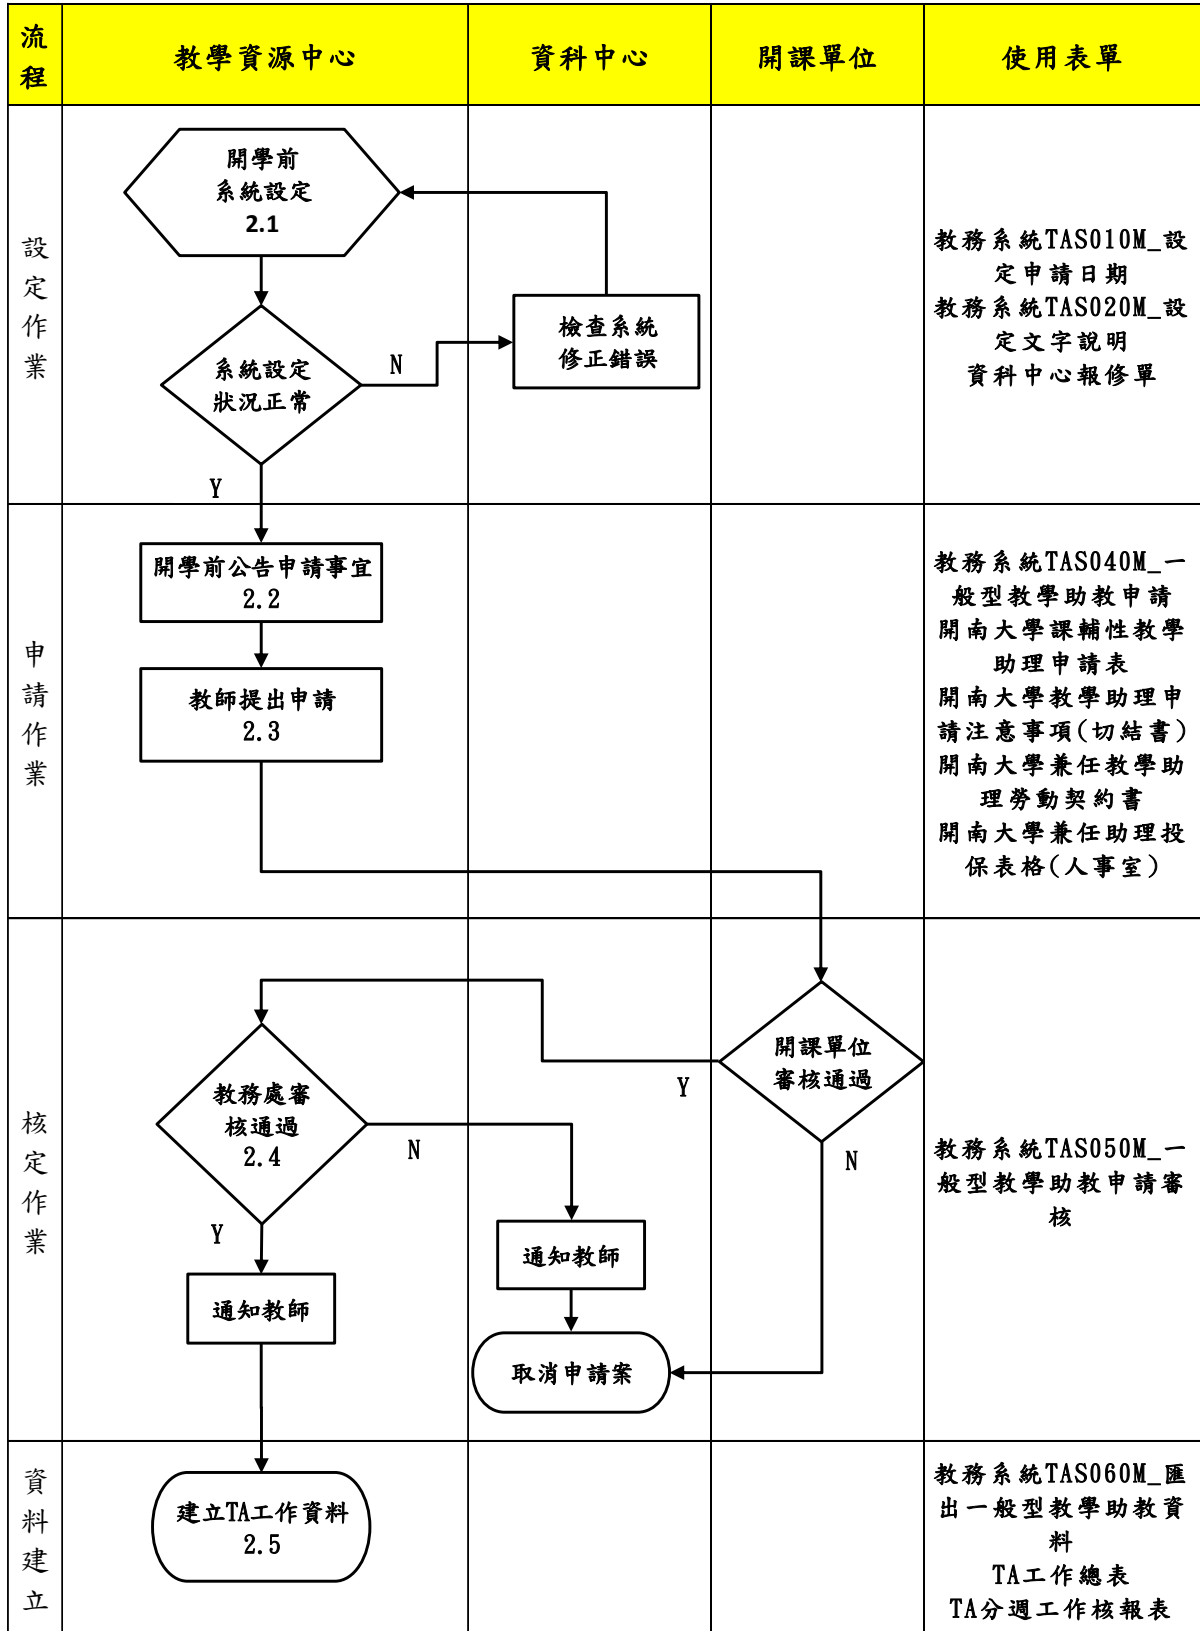 流程
教學資源中心
資科中心
開課單位
使用表單
設定作業
開學前
系統設定
2.1
系統設定
狀況正常
N
Y
檢查系統
修正錯誤
教務系統TAS010M_設
定申請日期
教務系統TAS020M_設
定文字說明
資科中心報修單
申請作業
開學前公告申請事宜
2.2
教師提出申請
2.3
教務系統TAS040M_一
般型教學助教申請
開南大學課輔性教學
助理申請表
開南大學教學助理申
請注意事項(切結書)
開南大學兼任教學助
理勞動契約書
開南大學兼任助理投
保表格(人事室)
核定作業
開課單位
審核通過
Y
N
教務處審
核通過
2.4
N
Y
通知教師
通知教師
取消申請案
教務系統TAS050M_一
般型教學助教申請審
核
資料建立
建立TA工作資料
2.5
教務系統TAS060M_匯
出一般型教學助教資
料
TA工作總表
TA分週工作核報表